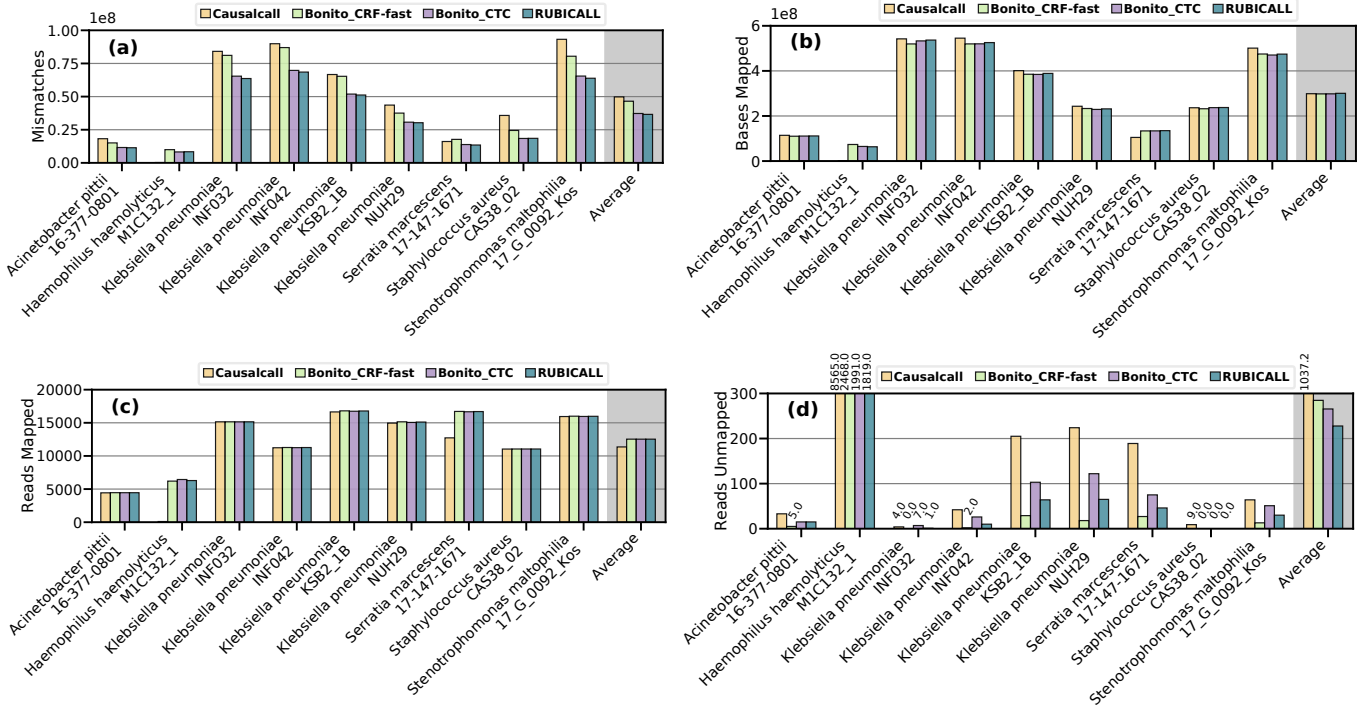 1e8
Causalcall Bonito_CRF-fast Bonito_CTC RUBICALL
(a)
Mismatches
1.00
0.75
0.50
0.25
0.00
Acinetobacter pittii
16-377-0801
Haemophilus haemolyticus
M1C132_1
Klebsiella pneumoniae
INF032
Klebsiella pneumoniae
INF042
Klebsiella pneumoniae
KSB2_1B
Klebsiella pneumoniae
NUH29
Serratia marcescens
17-147-1671
Staphylococcus aureus
CAS38_02
Stenotrophomonas maltophilia
17_G_0092_Kos
Average
1e8
Causalcall Bonito_CRF-fast Bonito_CTC RUBICALL
(b)
Bases Mapped
6
4
2
0
Acinetobacter pittii
16-377-0801
Haemophilus haemolyticus
M1C132_1
Klebsiella pneumoniae
INF032
Klebsiella pneumoniae
INF042
Klebsiella pneumoniae
KSB2_1B
Klebsiella pneumoniae
NUH29
Serratia marcescens
17-147-1671
Staphylococcus aureus
CAS38_02
Stenotrophomonas maltophilia
17_G_0092_Kos
Average
Causalcall Bonito_CRF-fast Bonito_CTC RUBICALL
(c)
Reads Mapped
20000
15000
10000
5000
0
Acinetobacter pittii
16-377-0801
Haemophilus haemolyticus
M1C132_1
Klebsiella pneumoniae
INF032
Klebsiella pneumoniae
INF042
Klebsiella pneumoniae
KSB2_1B
Klebsiella pneumoniae
NUH29
Serratia marcescens
17-147-1671
Staphylococcus aureus
CAS38_02
Stenotrophomonas maltophilia
17_G_0092_Kos
Average
Causalcall Bonito_CRF-fast Bonito_CTC RUBICALL
(d)
Reads Unmapped
300
200
100
0
5.0
8565.0
2468.0
1991.0
1819.0
4.0
0.0
7.0
1.0
2.0
9.0
0.0
0.0
0.0
1037.2
Acinetobacter pittii
16-377-0801
Haemophilus haemolyticus
M1C132_1
Klebsiella pneumoniae
INF032
Klebsiella pneumoniae
INF042
Klebsiella pneumoniae
KSB2_1B
Klebsiella pneumoniae
NUH29
Serratia marcescens
17-147-1671
Staphylococcus aureus
CAS38_02
Stenotrophomonas maltophilia
17_G_0092_Kos
Average